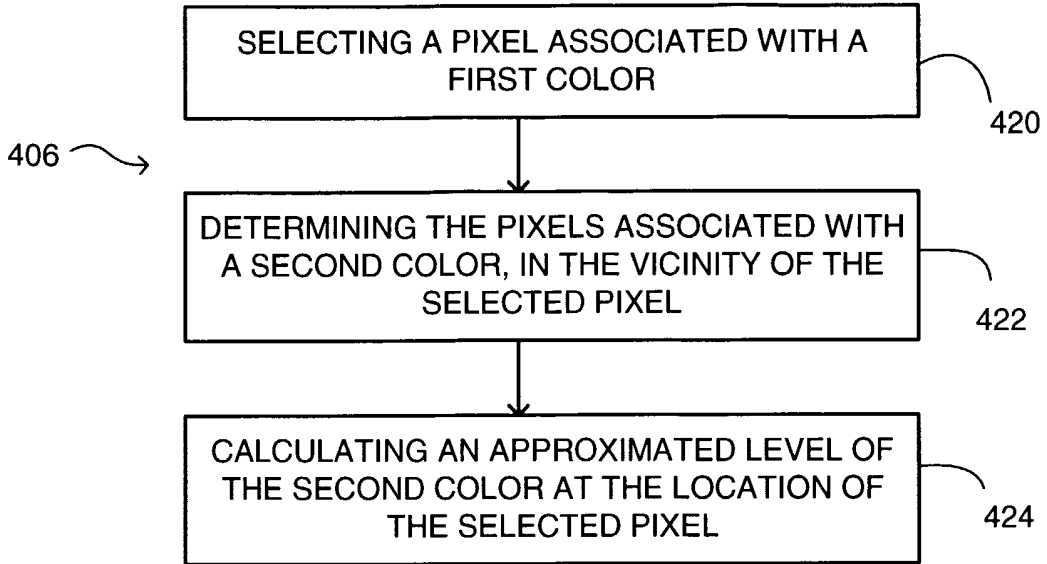 SELECTING A PIXEL ASSOCIATED WITH A
FIRST COLOR
420
406
DETERMINING THE PIXELS ASSOCIATED WITH
A SECOND COLOR, IN THE VICINITY OF THE
SELECTED PIXEL
422
CALCULATING AN APPROXIMATED LEVEL OF
THE SECOND COLOR AT THE LOCATION OF
THE SELECTED PIXEL
424